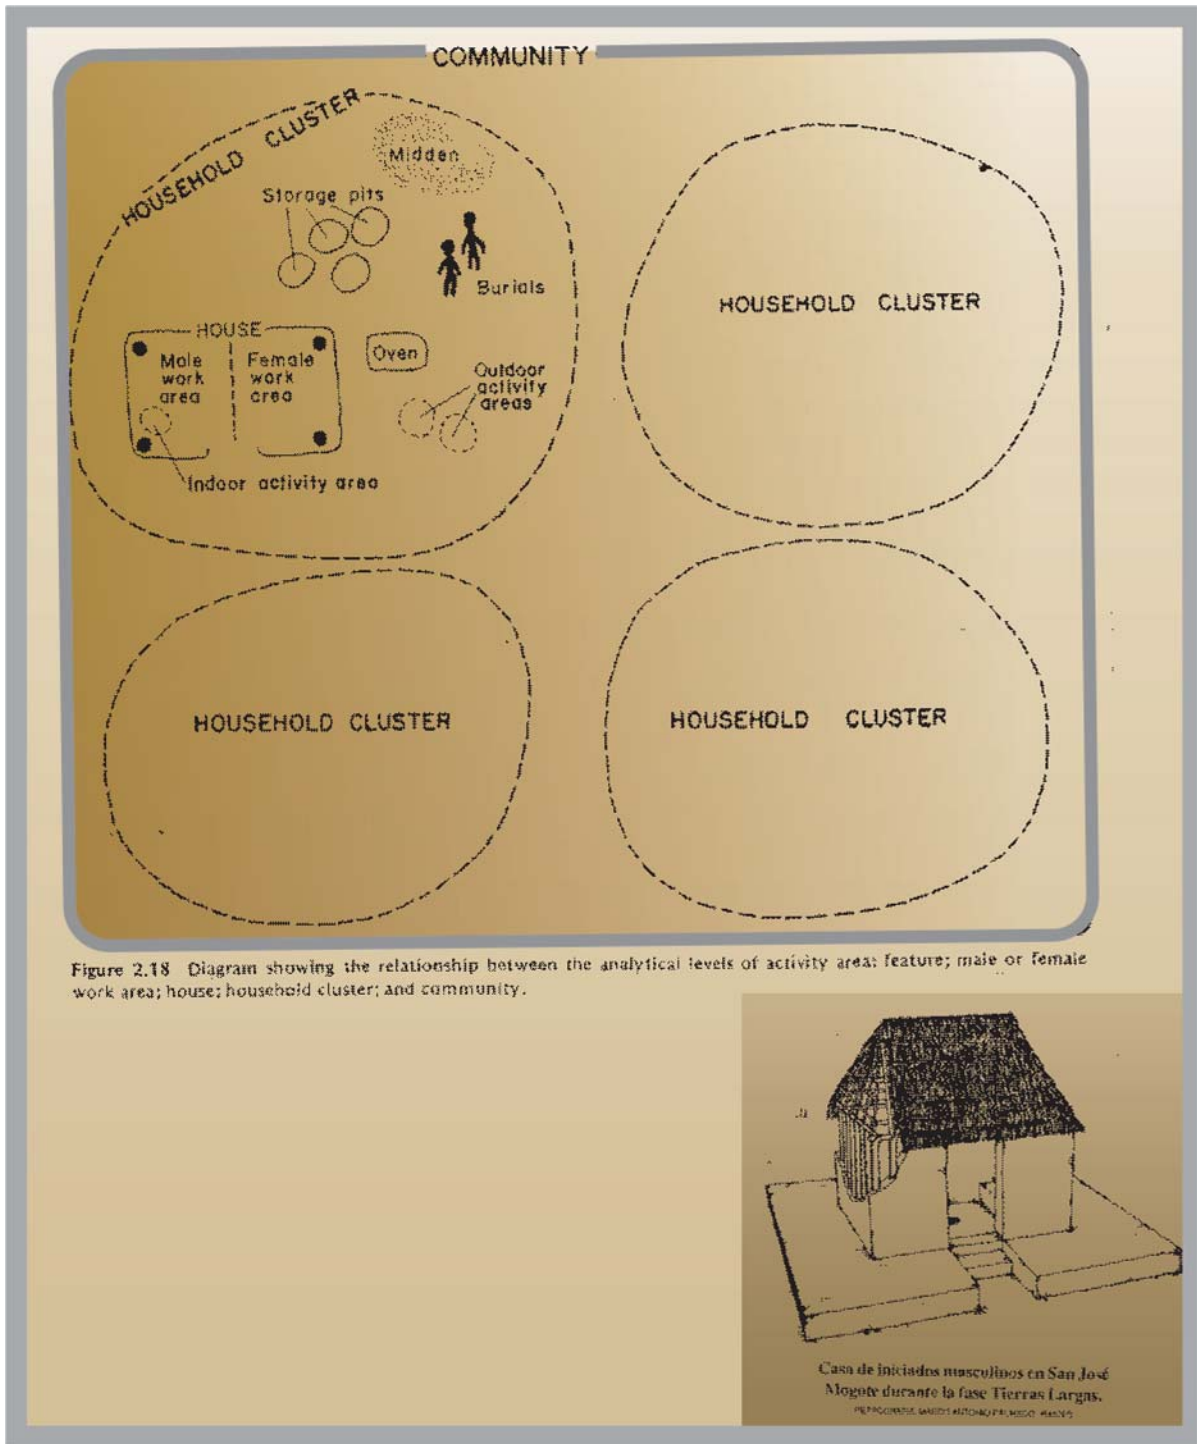 COMMUNITY
HOUSEHOLD CLUSTER
Midden
Storage pits
Burials
HOUSEHOLD CLUSTER
HOUSE
Male
work
area
Female
work
area
Oven
Outdoor
activity
areas
Indoor activity area
HOUSEHOLD CLUSTER
HOUSEHOLD CLUSTER
Figure 2.18 Diagram showing the relationship between the analytical levels of activity area; feature; male or female
work area; house; household cluster; and community.
Casa de iniciados masculinos en San José
Mogote durante la fase Tierras Largas.